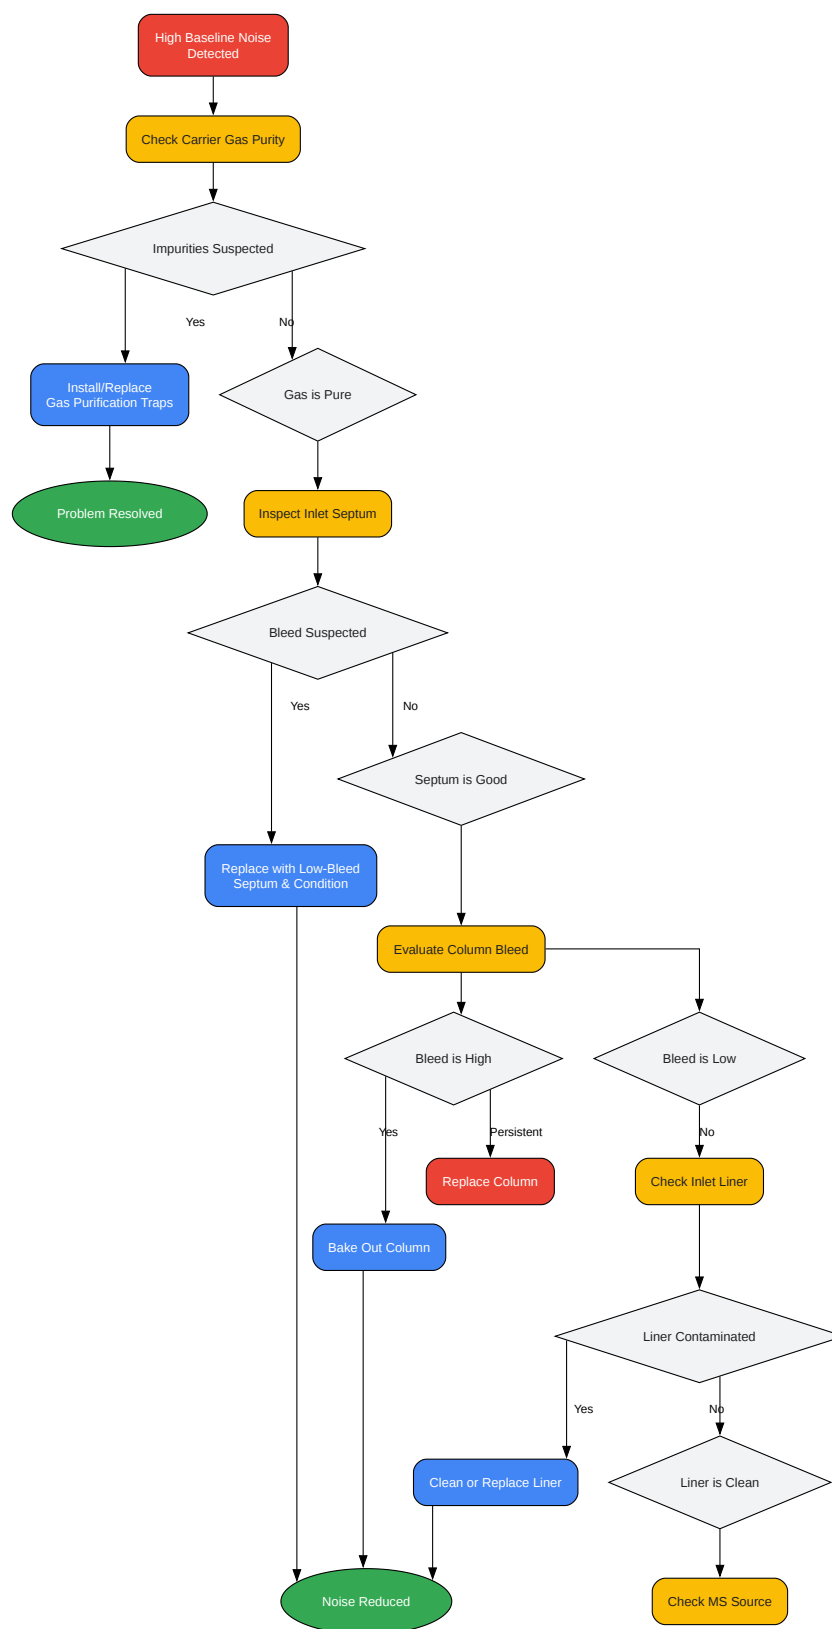 High Baseline Noise
Detected
Check Carrier Gas Purity
Impurities Suspected
Yes
No
Install/Replace
Gas Purification Traps
Gas is Pure
Problem Resolved
Inspect Inlet Septum
Bleed Suspected
Yes
No
Septum is Good
Replace with Low-Bleed
Septum & Condition
Evaluate Column Bleed
Bleed is High
Bleed is Low
Yes
Persistent
No
Replace Column
Check Inlet Liner
Bake Out Column
Liner Contaminated
Yes
No
Clean or Replace Liner
Liner is Clean
Noise Reduced
Check MS Source